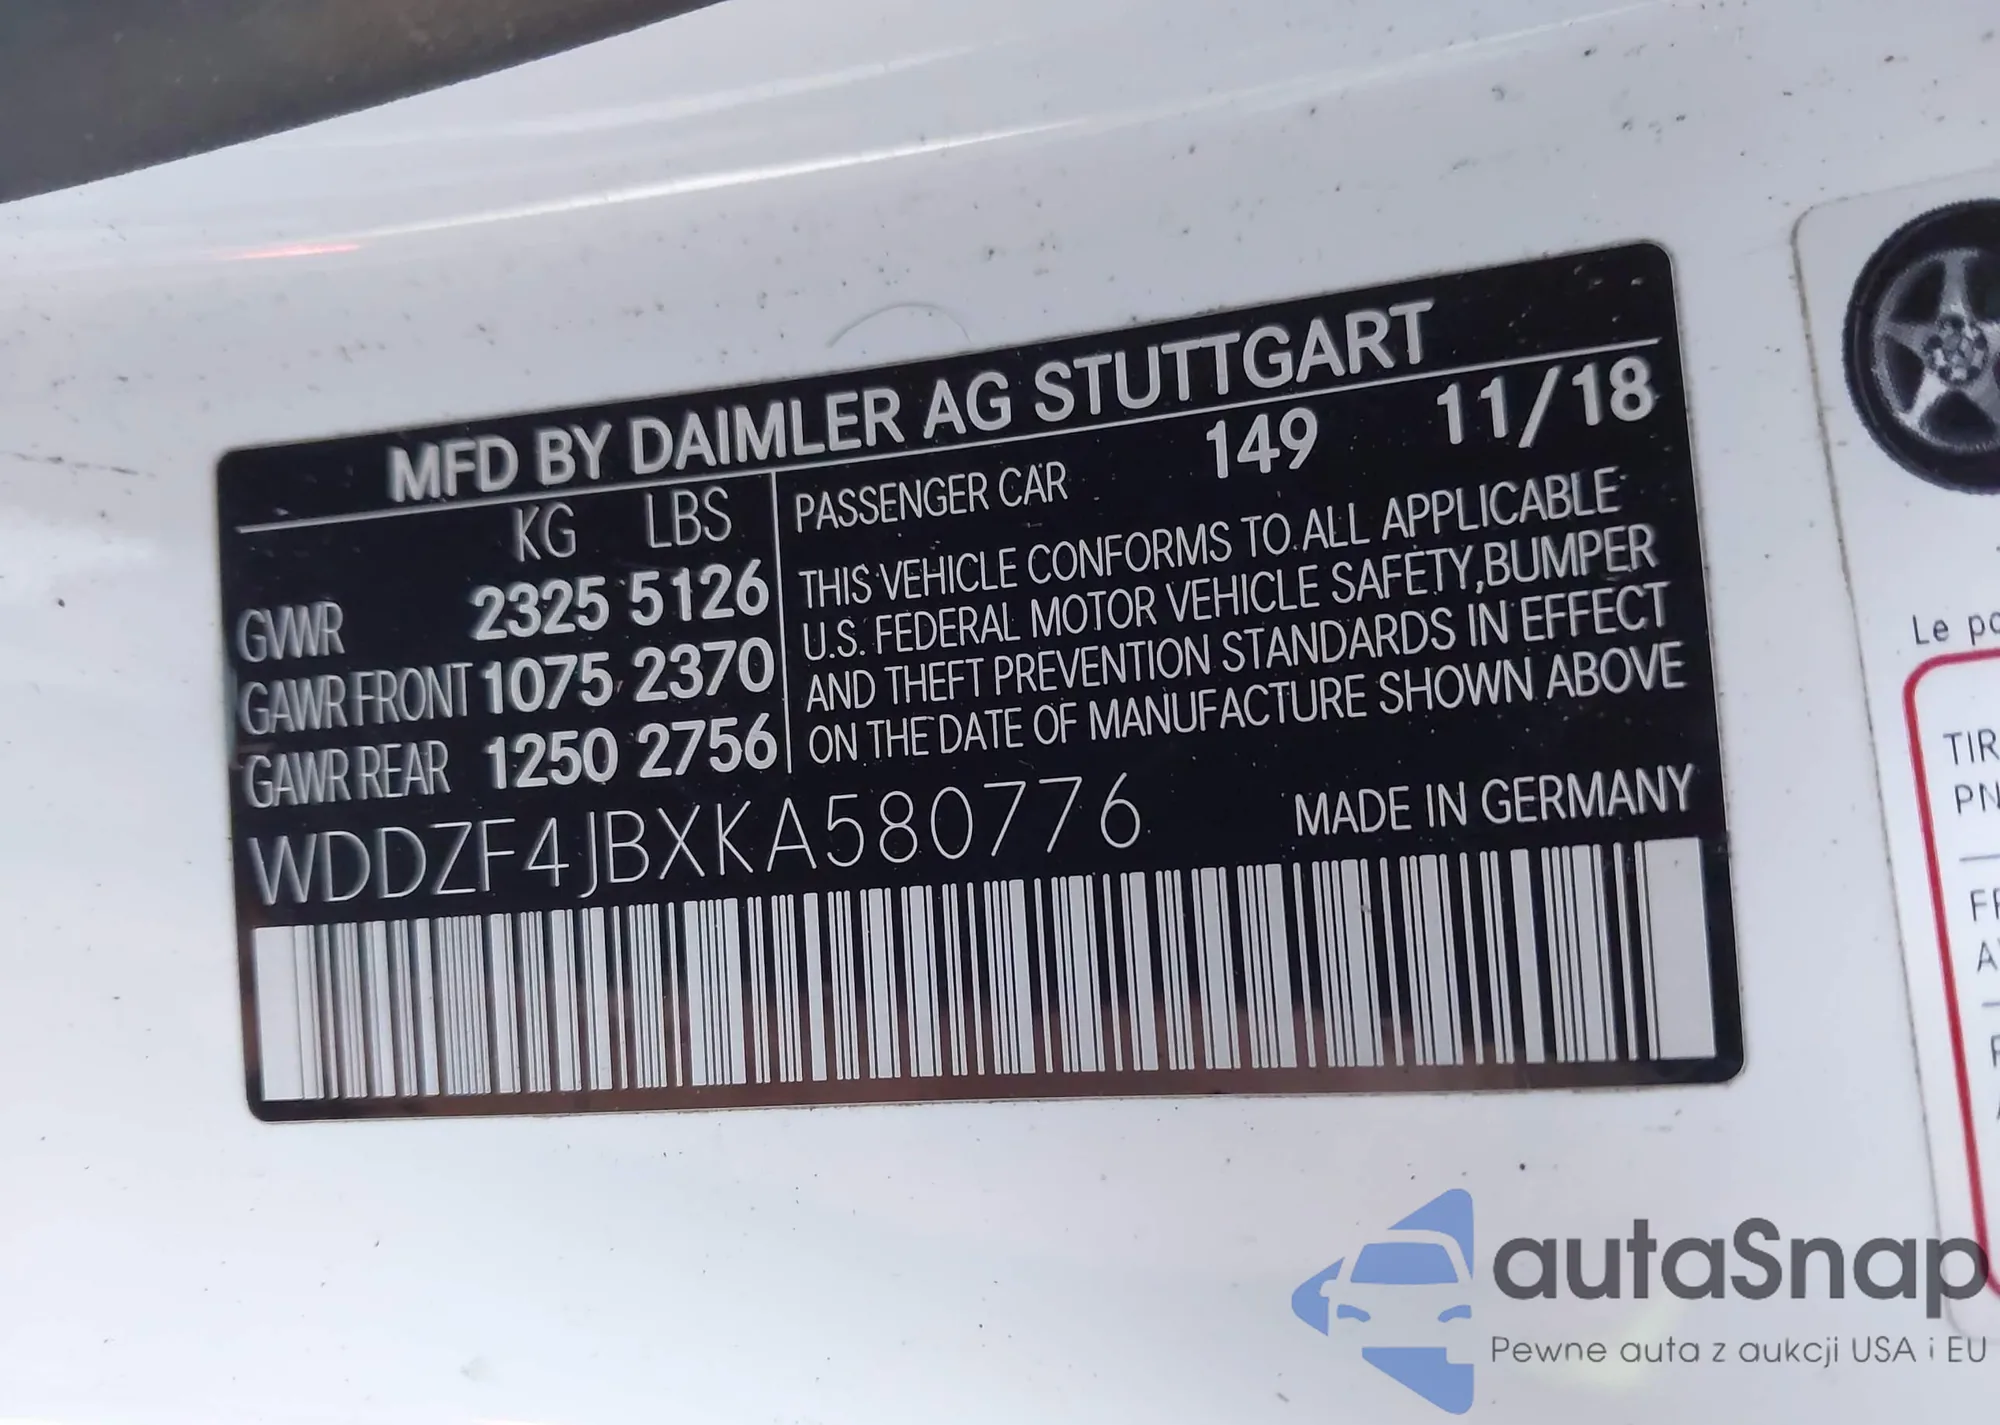 MFD BY DAIMLER AG STUTTGART
KG LBS
GVWR 2325 5126
GAWR FRONT 1075 2370
GAWR REAR 1250 2756
PASSENGER CAR 149 11/18
THIS VEHICLE CONFORMS TO ALL APPLICABLE
U.S. FEDERAL MOTOR VEHICLE SAFETY, BUMPER
AND THEFT PREVENTION STANDARDS IN EFFECT
ON THE DATE OF MANUFACTURE SHOWN ABOVE
WDDZF4JBXKA580776 MADE IN GERMANY
Le
autaSnap
Pewne auta z aukcji USA i EU